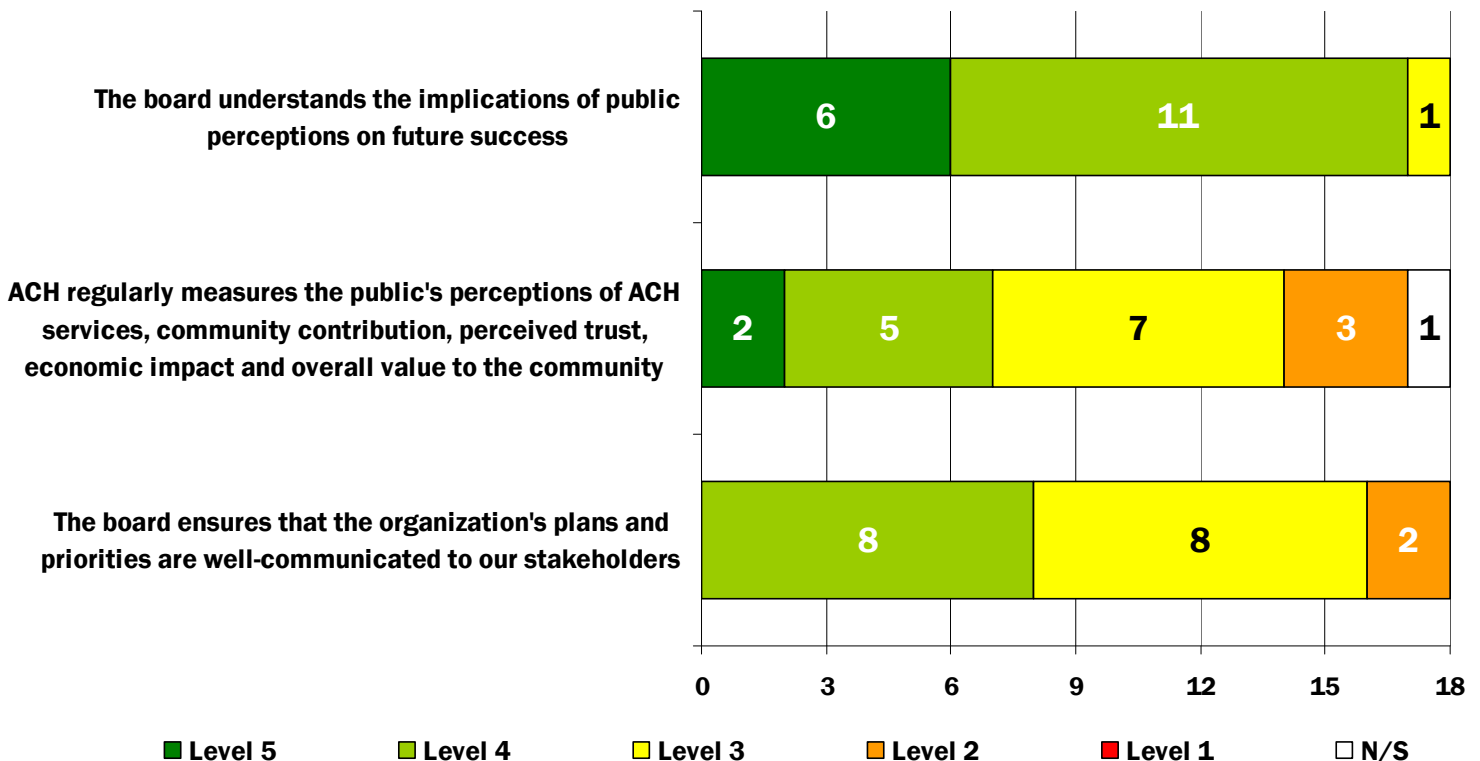 The board understands the implications of public
perceptions on future success
6
11
1
ACH regularly measures the public's perceptions of ACH
services, community contribution, perceived trust,
economic impact and overall value to the community
2
5
7
3
1
The board ensures that the organization's plans and
priorities are well-communicated to our stakeholders
8
8
2
0 3 6 9 12 15 18
Level 5 Level 4 Level 3 Level 2 Level 1 N/S